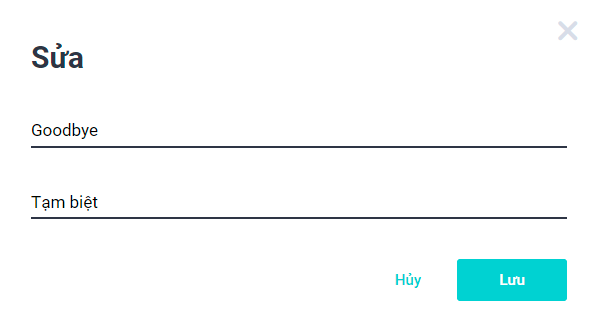 Sửa
Goodbye
Tạm biệt
Hủy
Lưu